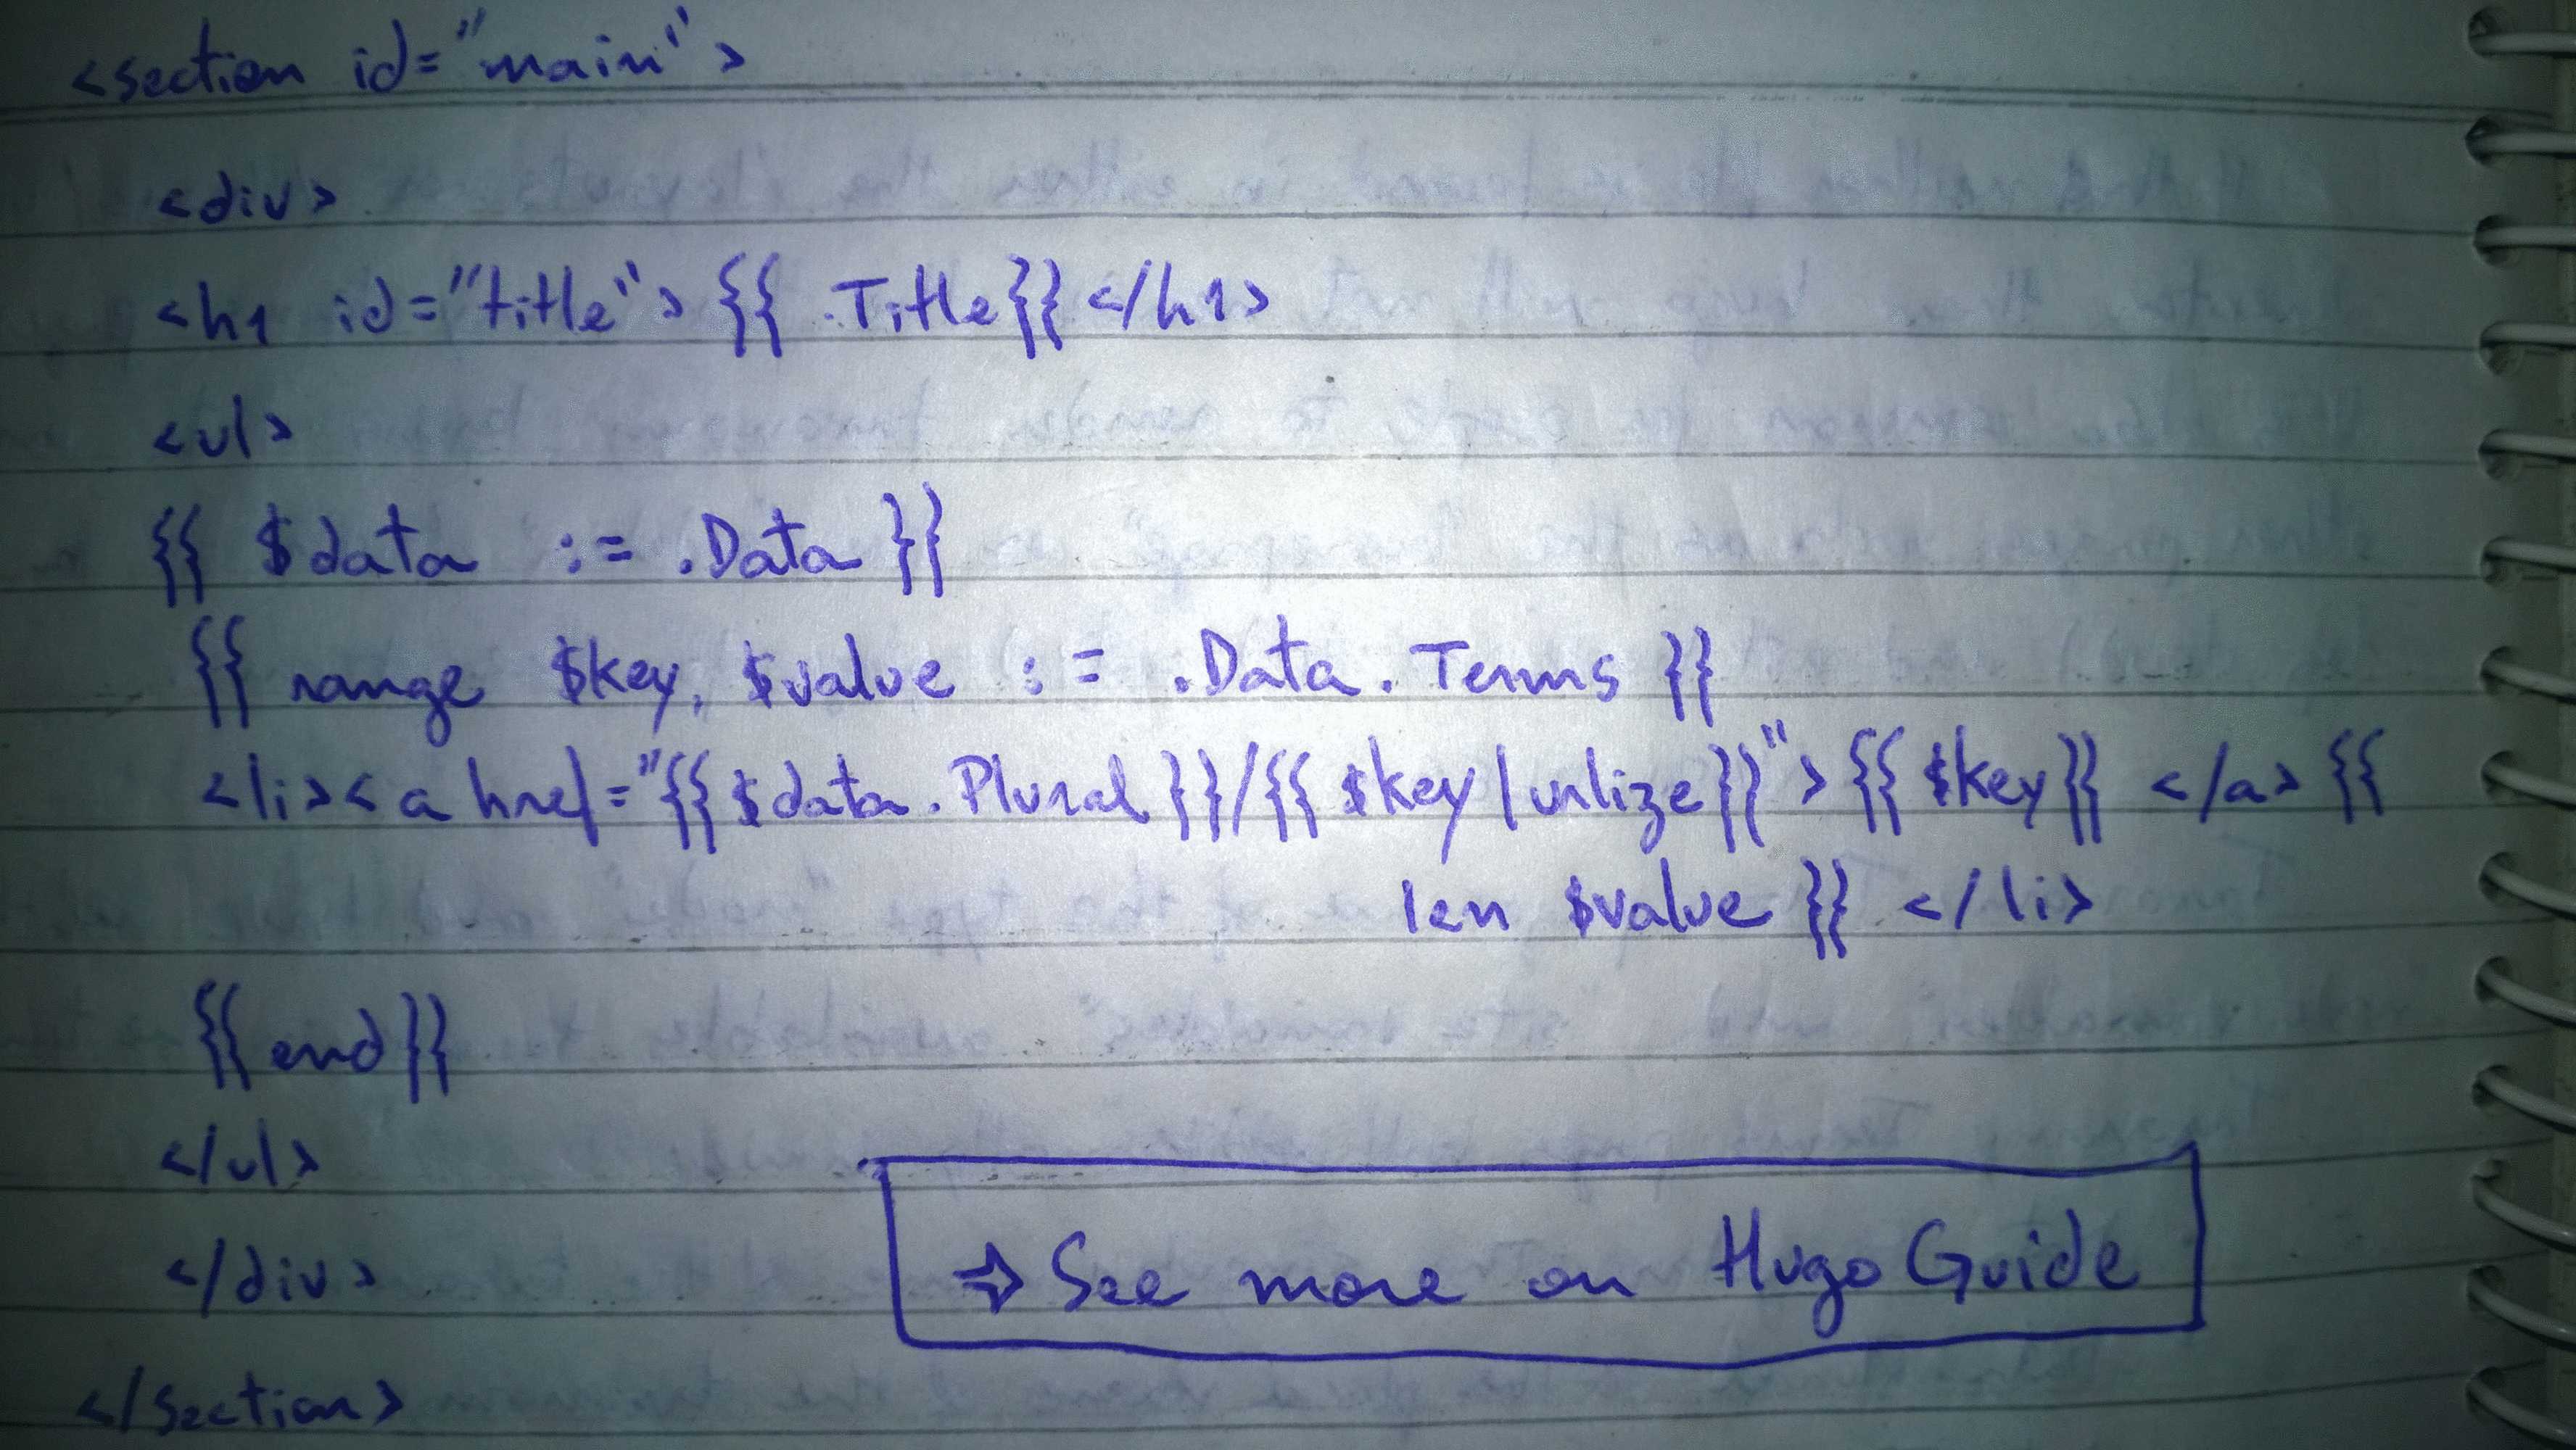 <section id="main">
<div>
<h1 id="title">{{ .Title}}</h1>
<ul>
{{ $data := .Data }}
{{ range $key, $value := .Data.Terms }}
<li><a href="{{$data.Plural}}/{{ $key | urlize}}">{{ $key}} </a> {{
len $value }} </li>
{{ end }}
</ul>
</div>
⇒ See more on Hugo Guide
</section>